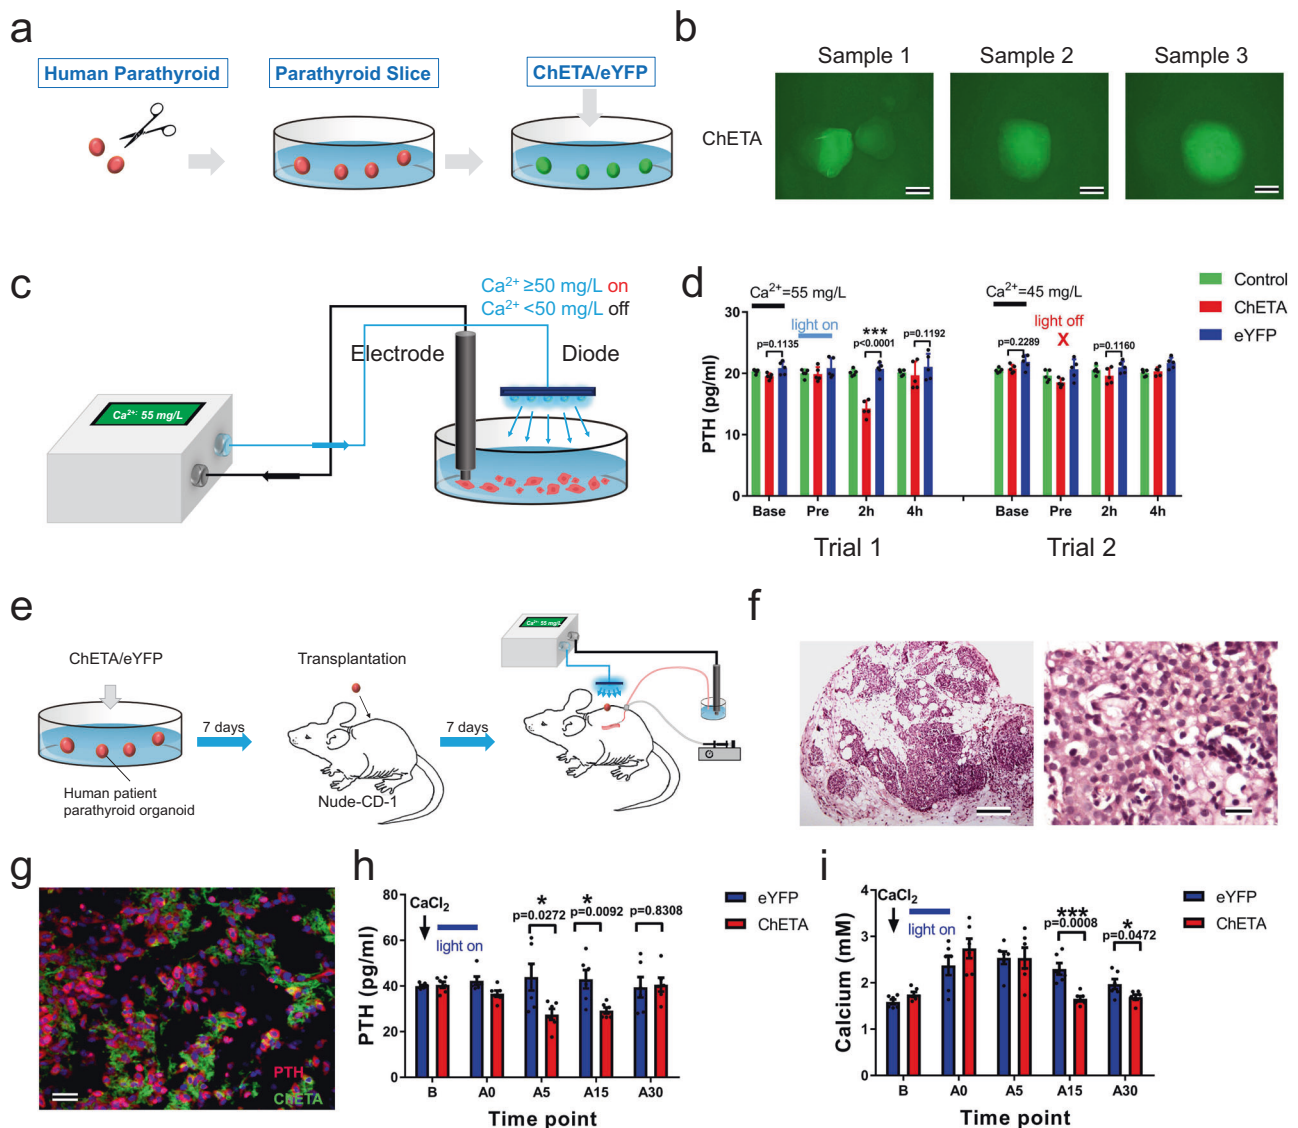 a
Human Parathyroid
Parathyroid Slice
ChETA/eYFP
b
Sample 1
Sample 2
Sample 3
ChETA
c
Ca²⁺ ≥50 mg/L on
Ca²⁺ <50 mg/L off
Electrode
Diode
Ca²⁺: 55 mg/L
d
Control
ChETA
eYFP
Ca²⁺=55 mg/L
Ca²⁺=45 mg/L
light on
light off
X
***
p=0.1135
p<0.0001
p=0.1192
p=0.2289
p=0.1160
PTH (pg/ml)
30
20
10
0
Base
Pre
2h
4h
Base
Pre
2h
4h
Trial 1
Trial 2
e
ChETA/eYFP
7 days
Transplantation
7 days
Ca²⁺ 55 mg/L
Human patient
parathyroid organoid
Nude-CD-1
f
g
PTH
ChETA
h
CaCl₂
light on
*
p=0.0272
*
p=0.0092
p=0.8308
eYFP
ChETA
PTH (pg/ml)
80
60
40
20
0
B
A0
A5
A15
A30
Time point
i
CaCl₂
light on
***
p=0.0008
*
p=0.0472
eYFP
ChETA
Calcium (mM)
4
3
2
1
0
B
A0
A5
A15
A30
Time point